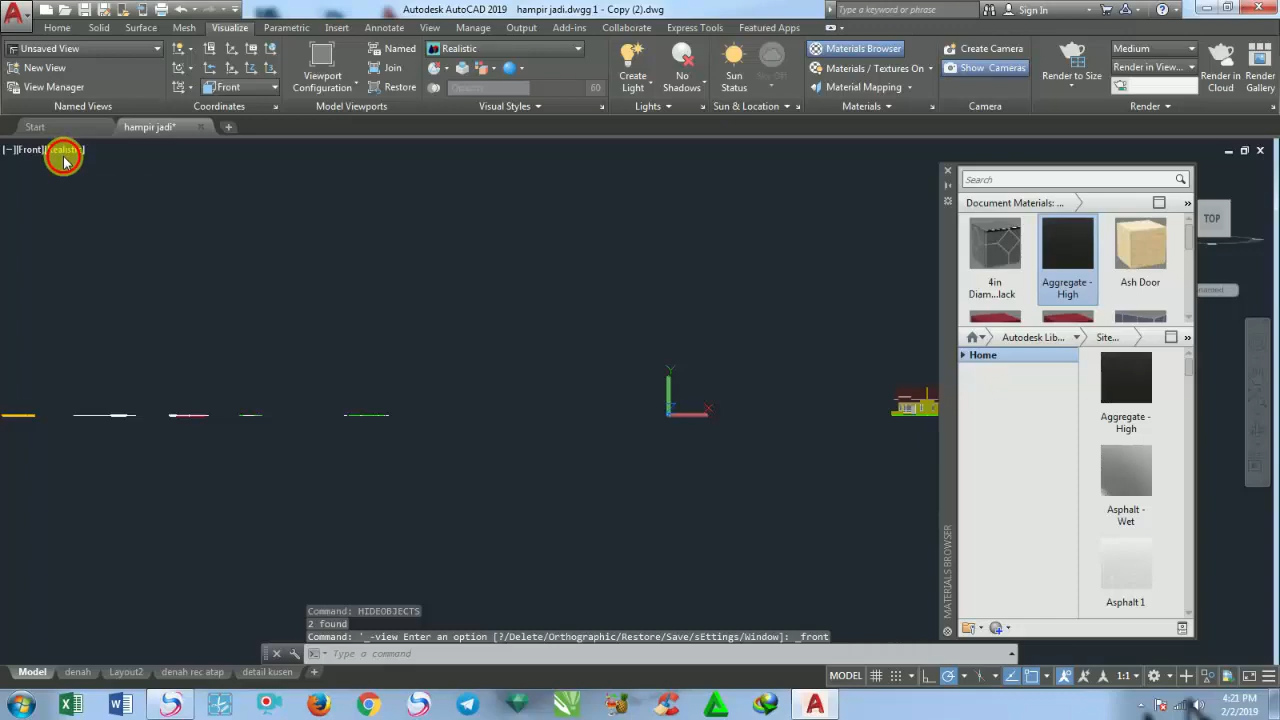 A
Autodesk AutoCAD 2019 hampir jadi.dwgg 1 - Copy (2).dwg
Type a keyword or phrase
Sign In
Home Solid Surface Mesh Visualize Parametric Insert Annotate View Manage Output Add-ins Collaborate Express Tools Featured Apps
Unsaved View
New View
View Manager
Front
Viewport
Configuration
Named
Join
Restore
Realistic
Opacity 60
Create
Light
No
Shadows
Sun
Status
Materials Browser
Materials / Textures On
Material Mapping
Create Camera
Show Cameras
Render to Size
Medium
Render in View...
Render in
Cloud
Render
Gallery
Named Views Coordinates Model Viewports Visual Styles Lights Sun & Location Materials Camera Render
Start hampir jadi*
[−][Front][Realistic]
Search
Document Materials: ...
4in
Diam...lack
Aggregate -
High
Ash Door
Autodesk Lib... Site...
Home
Aggregate -
High
Asphalt -
Wet
Asphalt 1
MATERIALS BROWSER
TOP
Y
X
Command: HIDEOBJECTS
2 found
Command: '_-view Enter an option [?/Delete/Orthographic/Restore/Save/sEttings/Window]: _front
Type a command
Model denah Layout2 denah rec atap detail kusen
MODEL 1:1
4:21 PM
2/2/2019